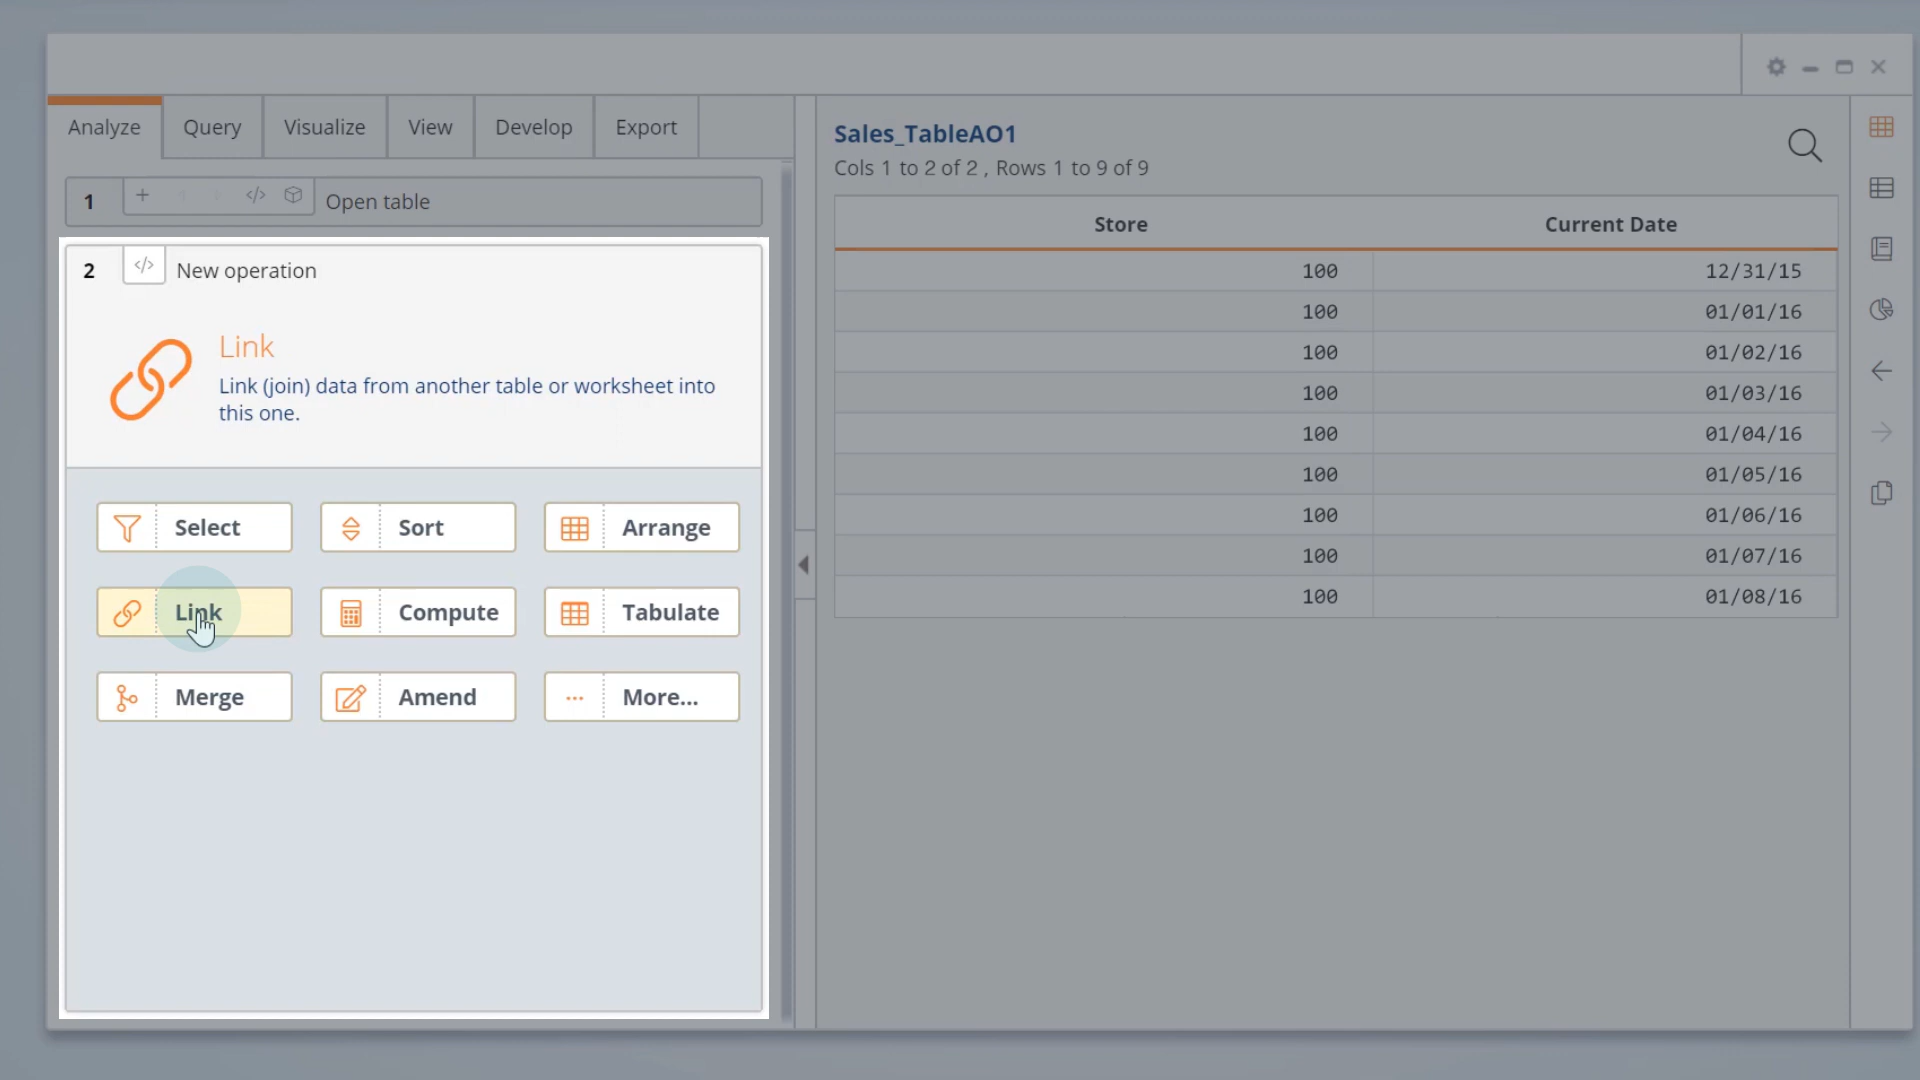 Analyze
Query
Visualize
View
Develop
Export
1
Open table
2
New operation
Link
Link (join) data from another table or worksheet into
this one.
Select
Sort
Arrange
Link
Compute
Tabulate
Merge
Amend
More...
Sales_TableAO1
Cols 1 to 2 of 2 , Rows 1 to 9 of 9
Store Current Date
100 12/31/15
100 01/01/16
100 01/02/16
100 01/03/16
100 01/04/16
100 01/05/16
100 01/06/16
100 01/07/16
100 01/08/16